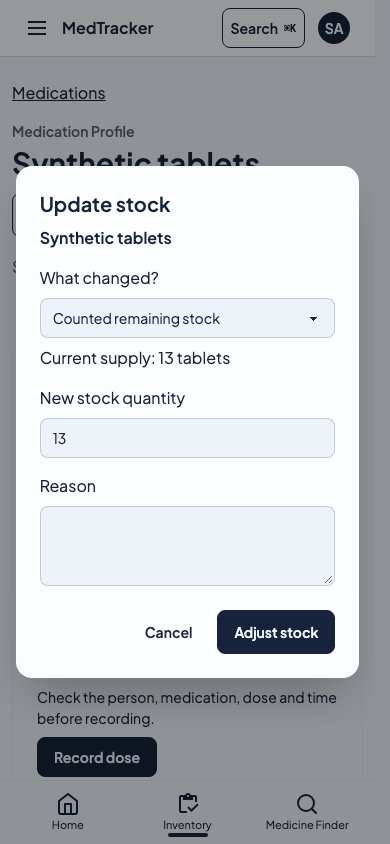 MedTracker
Search ⌘K
SA
Medications
Medication Profile
Synthetic tablets
Update stock
Synthetic tablets
What changed?
Counted remaining stock
Current supply: 13 tablets
New stock quantity
13
Reason
Cancel
Adjust stock
Check the person, medication, dose and time
before recording.
Record dose
Home
Inventory
Medicine Finder